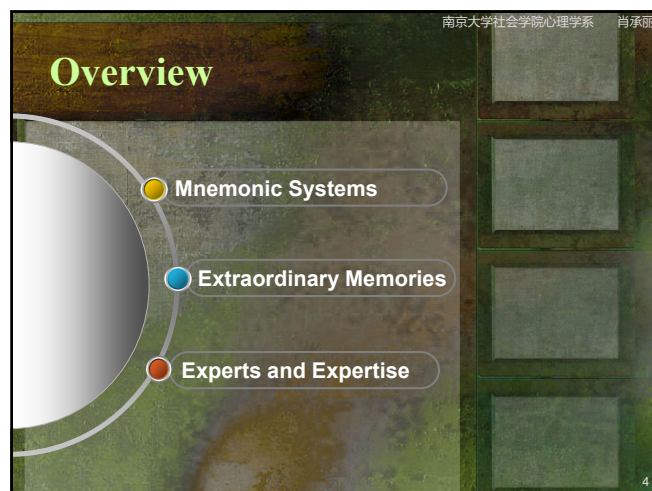 南京大学社会学院心理学系 肖承丽
Overview
Mnemonic Systems
Extraordinary Memories
Experts and Expertise
4